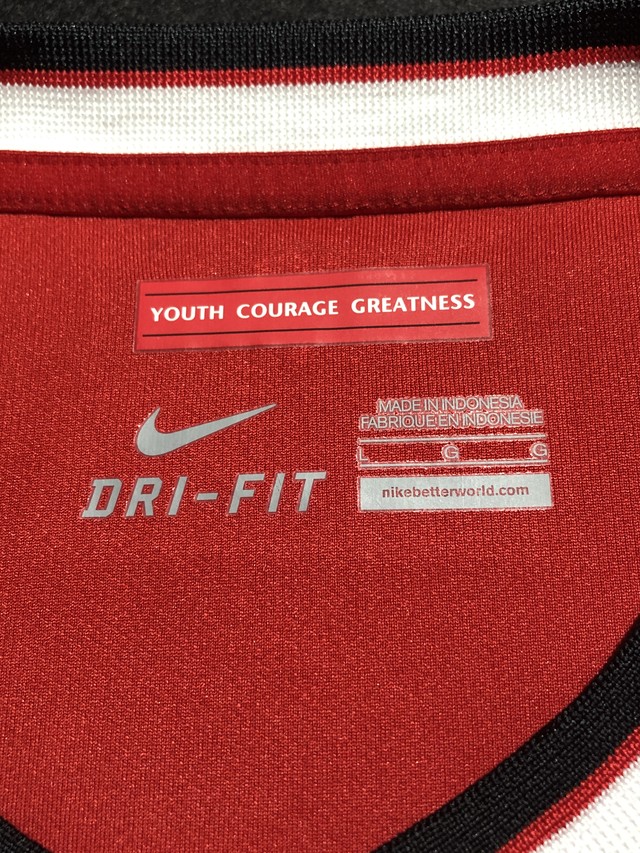 YOUTH COURAGE GREATNESS
DRI-FIT
MADE IN INDONESIA
FABRIQUE EN INDONESIE
L G G
nikebetterworld.com